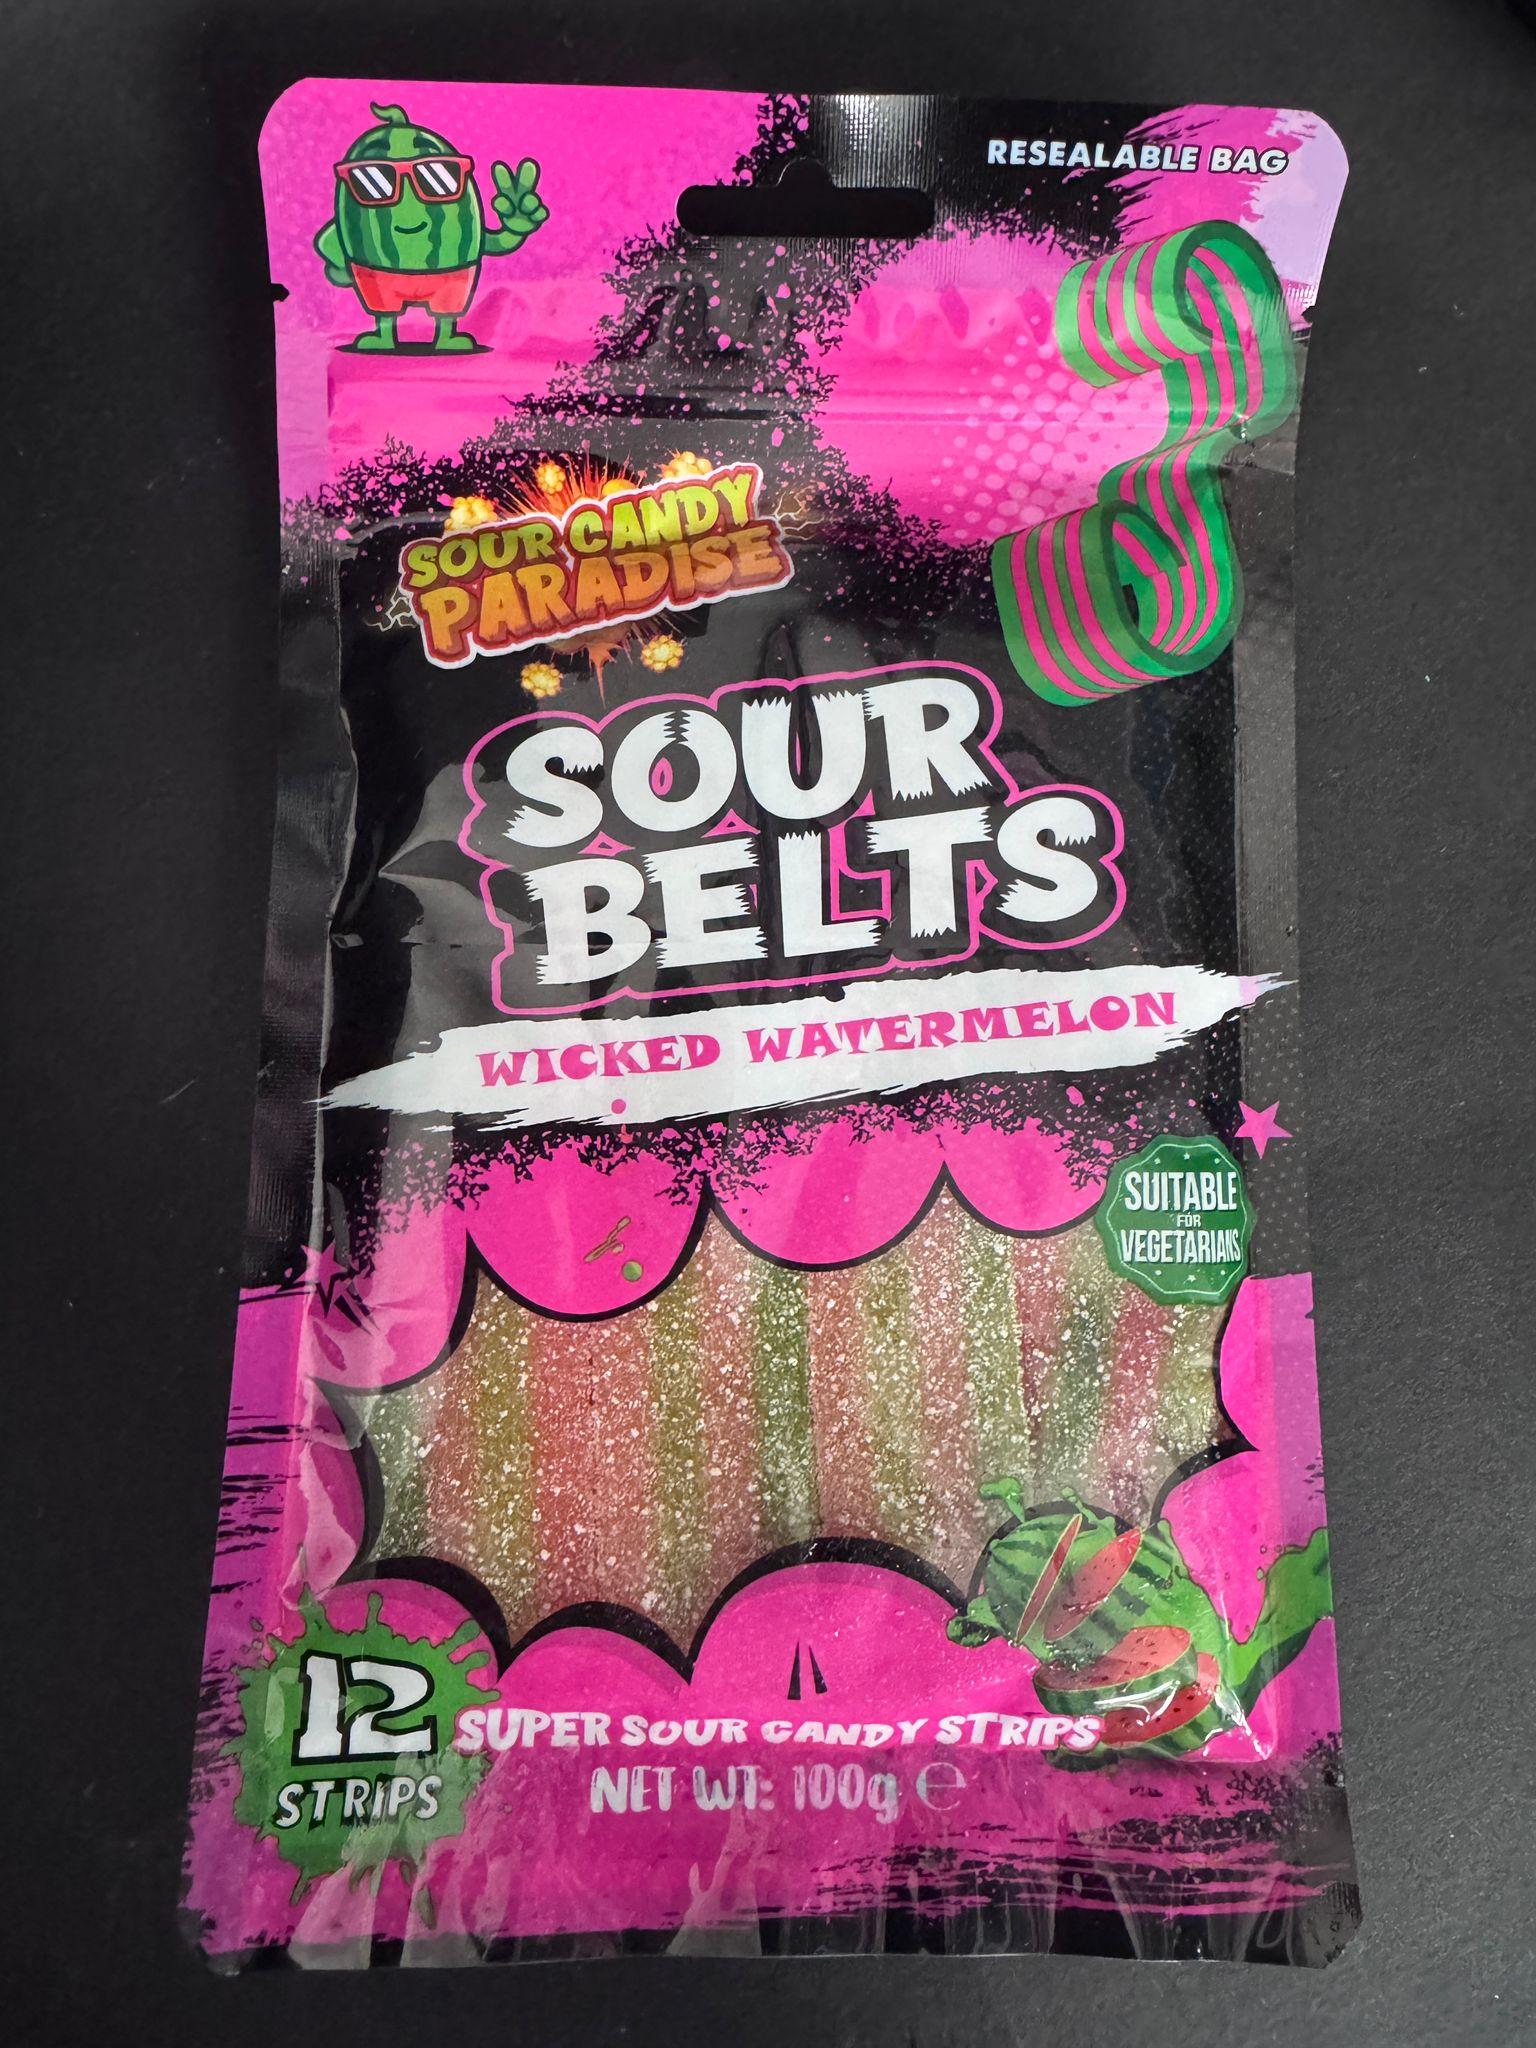 RESEALABLE BAG
SOUR CANDY
PARADISE
SOUR
BELTS
WICKED WATERMELON
SUITABLE
FOR
VEGETARIANS
12
STRIPS
SUPER SOUR CANDY STRIPS
NET WT: 100g ℮